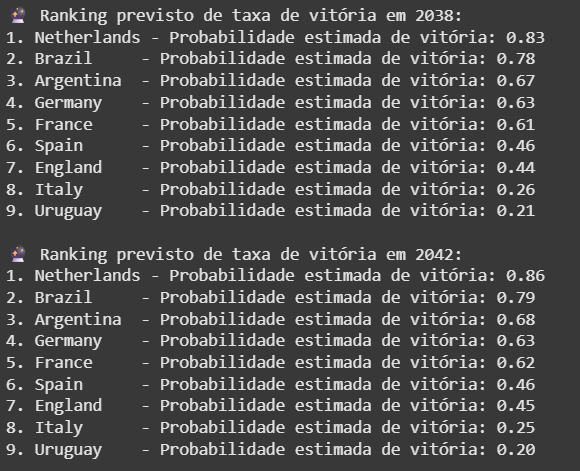 🔮 Ranking previsto de taxa de vitória em 2038:
1. Netherlands - Probabilidade estimada de vitória: 0.83
2. Brazil      - Probabilidade estimada de vitória: 0.78
3. Argentina   - Probabilidade estimada de vitória: 0.67
4. Germany     - Probabilidade estimada de vitória: 0.63
5. France      - Probabilidade estimada de vitória: 0.61
6. Spain       - Probabilidade estimada de vitória: 0.46
7. England     - Probabilidade estimada de vitória: 0.44
8. Italy       - Probabilidade estimada de vitória: 0.26
9. Uruguay     - Probabilidade estimada de vitória: 0.21

🔮 Ranking previsto de taxa de vitória em 2042:
1. Netherlands - Probabilidade estimada de vitória: 0.86
2. Brazil      - Probabilidade estimada de vitória: 0.79
3. Argentina   - Probabilidade estimada de vitória: 0.68
4. Germany     - Probabilidade estimada de vitória: 0.63
5. France      - Probabilidade estimada de vitória: 0.62
6. Spain       - Probabilidade estimada de vitória: 0.46
7. England     - Probabilidade estimada de vitória: 0.45
8. Italy       - Probabilidade estimada de vitória: 0.25
9. Uruguay     - Probabilidade estimada de vitória: 0.20